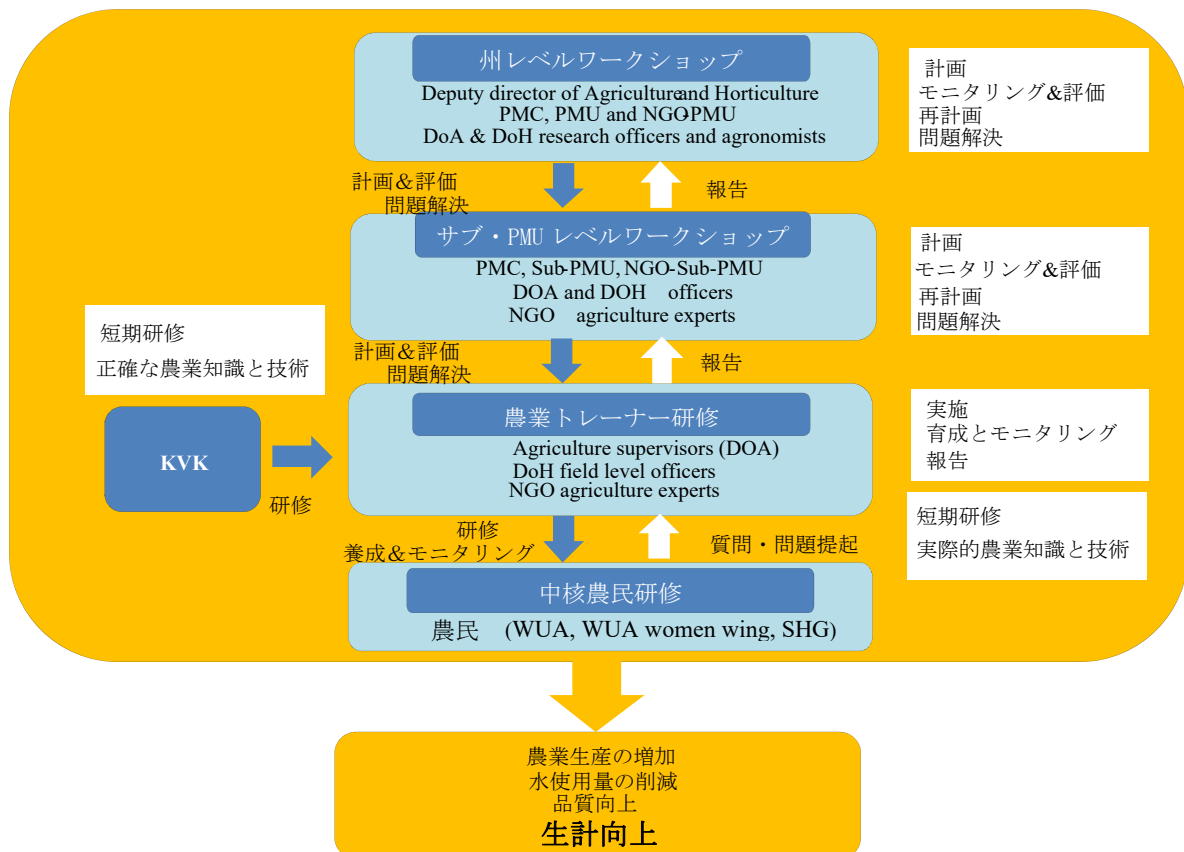 州レベルワークショップ
Deputy director of Agricultureand Horticulture
PMC, PMU and NGO-PMU
DoA & DoH research officers and agronomists
計画
モニタリング&評価
再計画
問題解決
計画＆評価
問題解決
報告
サブ・PMU レベルワークショップ
PMC, Sub-PMU, NGO-Sub-PMU
DOA and DOH officers
NGO agriculture experts
計画
モニタリング&評価
再計画
問題解決
短期研修
正確な農業知識と技術
計画＆評価
問題解決
報告
KVK
研修
農業トレーナー研修
Agriculture supervisors (DOA)
DoH field level officers
NGO agriculture experts
実施
育成とモニタリング
報告
短期研修
実際的農業知識と技術
研修
養成&モニタリング
質問・問題提起
中核農民研修
農民 (WUA, WUA women wing, SHG)
農業生産の増加
水使用量の削減
品質向上
生計向上